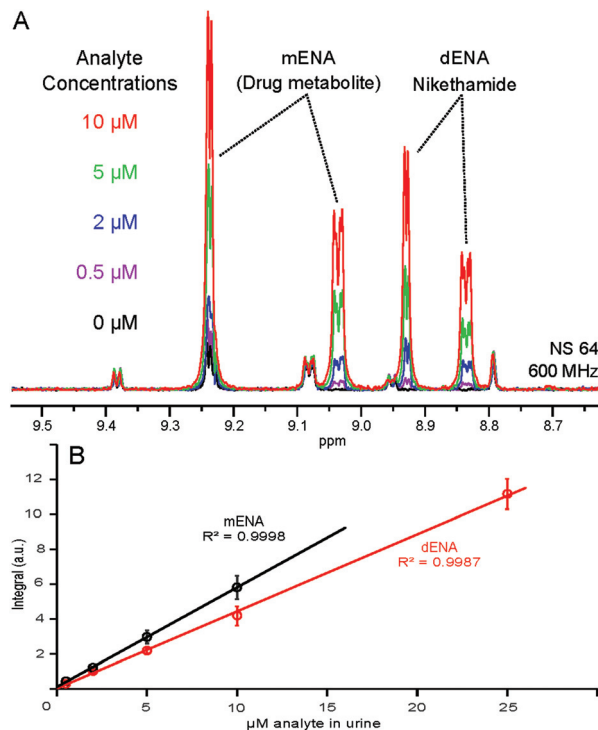 A
Analyte
Concentrations
10 µM
5 µM
2 µM
0.5 µM
0 µM
mENA
(Drug metabolite)
dENA
Nikethamide
NS 64
600 MHz
9.5 9.4 9.3 9.2 9.1 9.0 8.9 8.8 8.7
ppm
B
Integral (a.u.)
12
10
8
6
4
2
mENA
R² = 0.9998
dENA
R² = 0.9987
0 5 10 15 20 25 30
µM analyte in urine